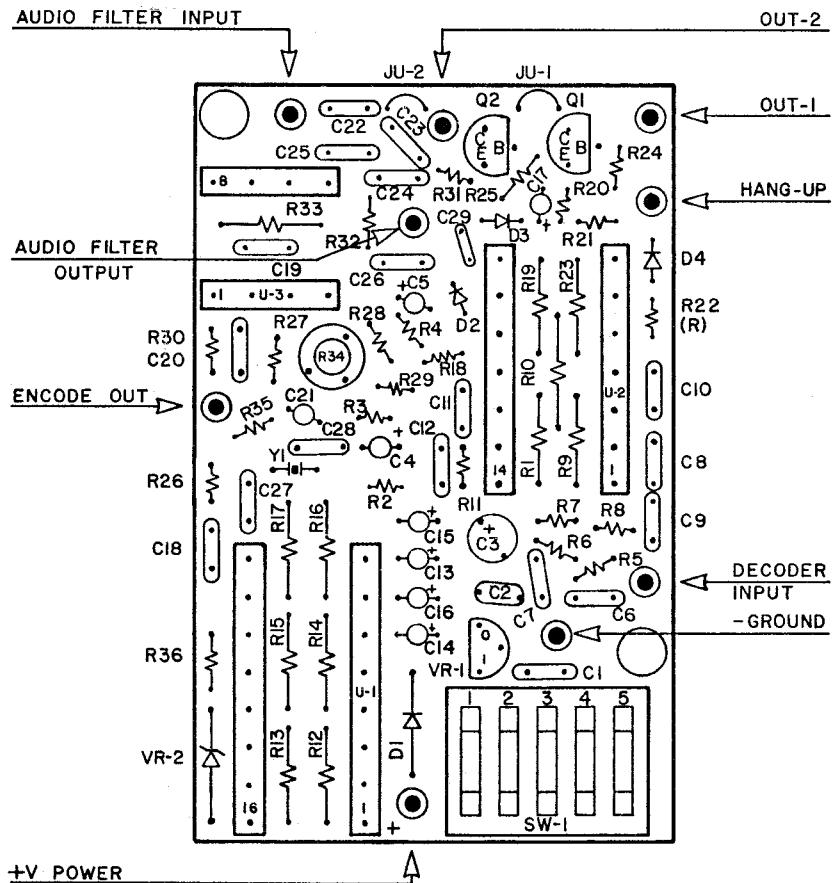 AUDIO FILTER INPUT
OUT-2
JU-2
JU-1
Q2
Q1
OUT-1
C22
C23
C
E
B
C
E
B
R24
C25
C24
R31
R25
C17
R20
HANG-UP
8
R33
R32
C29
D3
+
R21
AUDIO FILTER
OUTPUT
C19
C26
+
C5
R19
R23
D4
1
U-3
R28
R4
D2
R22
(R)
R30
C20
R27
R34
R18
R29
R10
U-2
C10
ENCODE OUT
R35
C21
R3
C11
C28
+
C4
C12
R1
R9
C8
Y1
R26
C27
R2
R11
14
1
C9
R17
R16
+
C15
+
C3
R7
R8
C18
R6
+
C13
R5
DECODER
INPUT
+
C16
C2
C7
C6
R15
R14
+
C14
O
I
-GROUND
R36
VR-1
C1
U-1
1
2
3
4
5
VR-2
R13
R12
D1
16
1
+
SW-1
+V POWER